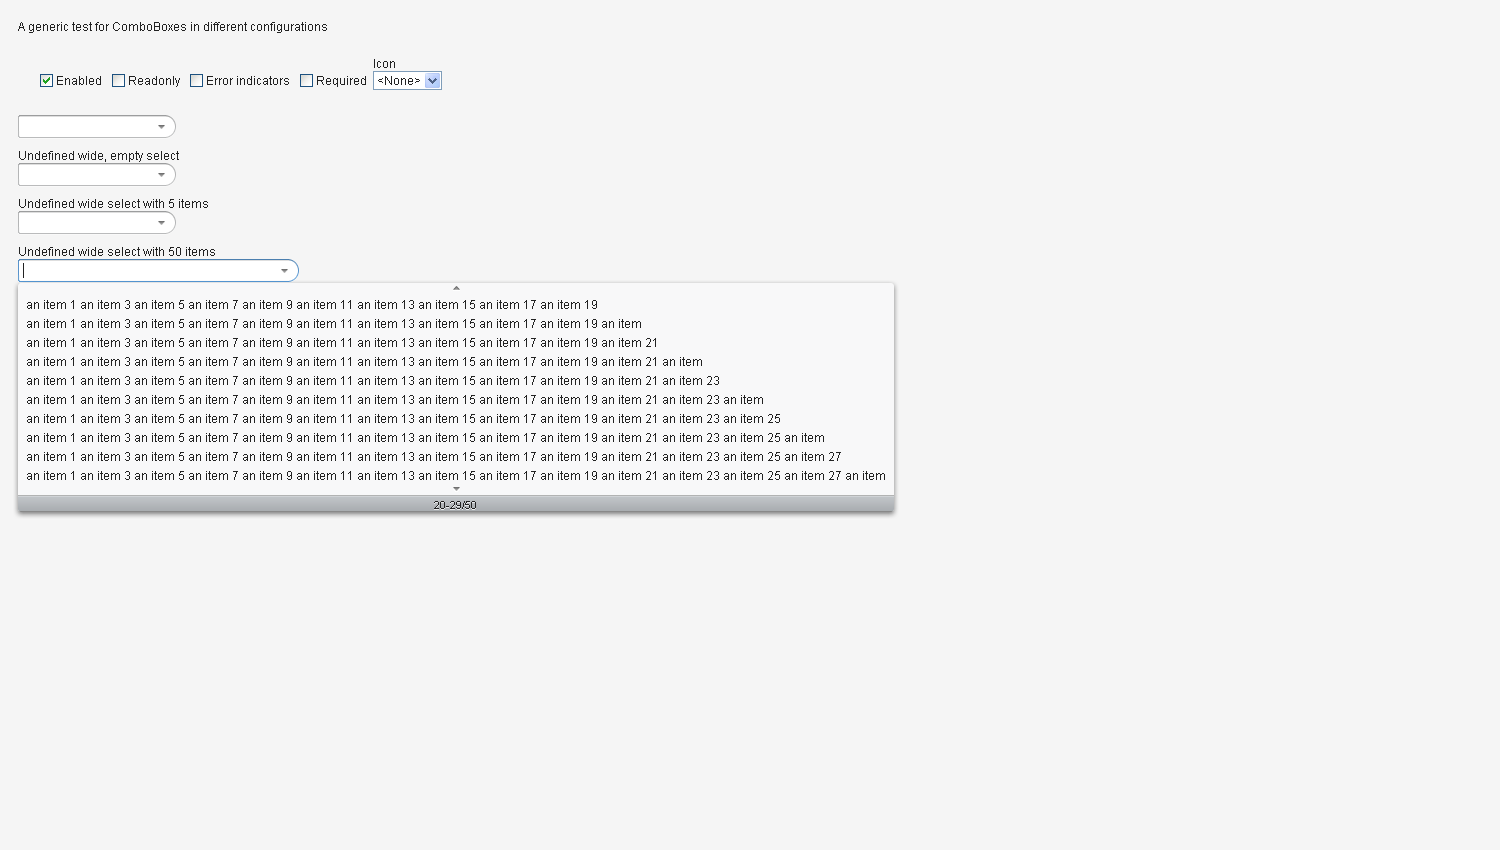 A generic test for ComboBoxes in different configurations
Icon
Enabled Readonly Error indicators Required <None>
Undefined wide, empty select
Undefined wide select with 5 items
Undefined wide select with 50 items
an item 1 an item 3 an item 5 an item 7 an item 9 an item 11 an item 13 an item 15 an item 17 an item 19
an item 1 an item 3 an item 5 an item 7 an item 9 an item 11 an item 13 an item 15 an item 17 an item 19 an item
an item 1 an item 3 an item 5 an item 7 an item 9 an item 11 an item 13 an item 15 an item 17 an item 19 an item 21
an item 1 an item 3 an item 5 an item 7 an item 9 an item 11 an item 13 an item 15 an item 17 an item 19 an item 21 an item
an item 1 an item 3 an item 5 an item 7 an item 9 an item 11 an item 13 an item 15 an item 17 an item 19 an item 21 an item 23
an item 1 an item 3 an item 5 an item 7 an item 9 an item 11 an item 13 an item 15 an item 17 an item 19 an item 21 an item 23 an item
an item 1 an item 3 an item 5 an item 7 an item 9 an item 11 an item 13 an item 15 an item 17 an item 19 an item 21 an item 23 an item 25
an item 1 an item 3 an item 5 an item 7 an item 9 an item 11 an item 13 an item 15 an item 17 an item 19 an item 21 an item 23 an item 25 an item
an item 1 an item 3 an item 5 an item 7 an item 9 an item 11 an item 13 an item 15 an item 17 an item 19 an item 21 an item 23 an item 25 an item 27
an item 1 an item 3 an item 5 an item 7 an item 9 an item 11 an item 13 an item 15 an item 17 an item 19 an item 21 an item 23 an item 25 an item 27 an item
20-29/50